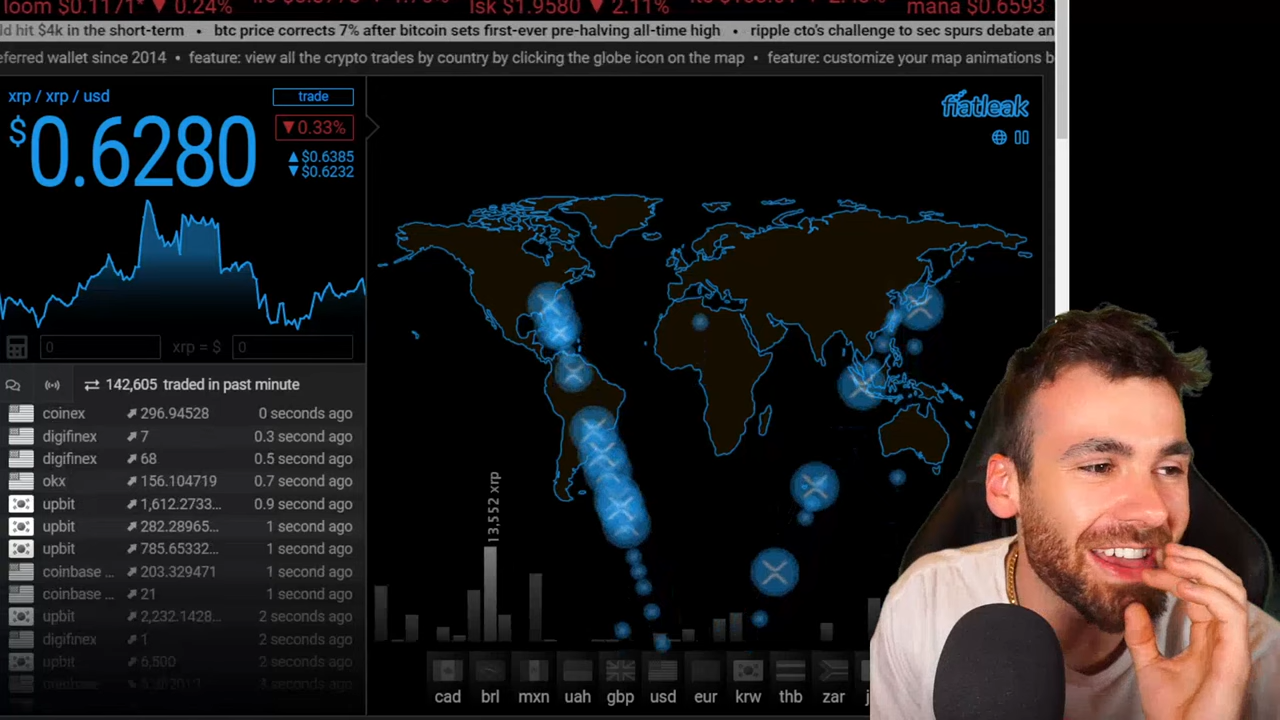 loom $0.1171* ▼ 0.24% lsk $1.9580 ▼ 2.11% mana $0.6593
ld hit $4k in the short-term • btc price corrects 7% after bitcoin sets first-ever pre-halving all-time high • ripple cto's challenge to sec spurs debate an
eferred wallet since 2014 • feature: view all the crypto trades by country by clicking the globe icon on the map • feature: customize your map animations b
xrp / xrp / usd
trade
fiatleak
$0.6280
▼0.33%
▲$0.6385
▼$0.6232
0 xrp = $ 0
142,605 traded in past minute
coinex 296.94528 0 seconds ago
digifinex 7 0.3 second ago
digifinex 68 0.5 second ago
okx 156.104719 0.7 second ago
upbit 1,612.2733... 0.9 second ago
upbit 282.28965... 1 second ago
upbit 785.65332... 1 second ago
coinbase ... 203.329471 1 second ago
coinbase ... 21 1 second ago
upbit 2,232.1428... 2 seconds ago
digifinex 1 2 seconds ago
upbit 6,500 2 seconds ago
13,552 xrp
cad brl mxn uah gbp usd eur krw thb zar